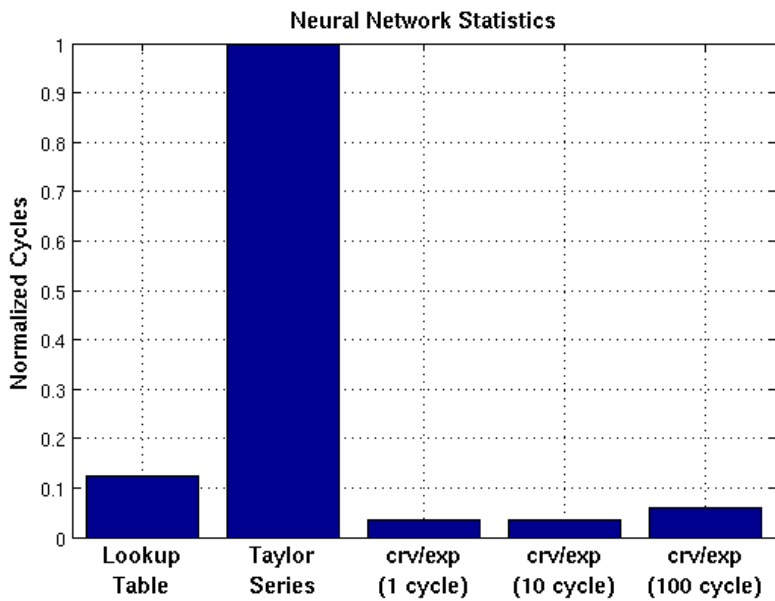 Neural Network Statistics
Normalized Cycles
1
0.9
0.8
0.7
0.6
0.5
0.4
0.3
0.2
0.1
0
Lookup Table
Taylor Series
crv/exp (1 cycle)
crv/exp (10 cycle)
crv/exp (100 cycle)